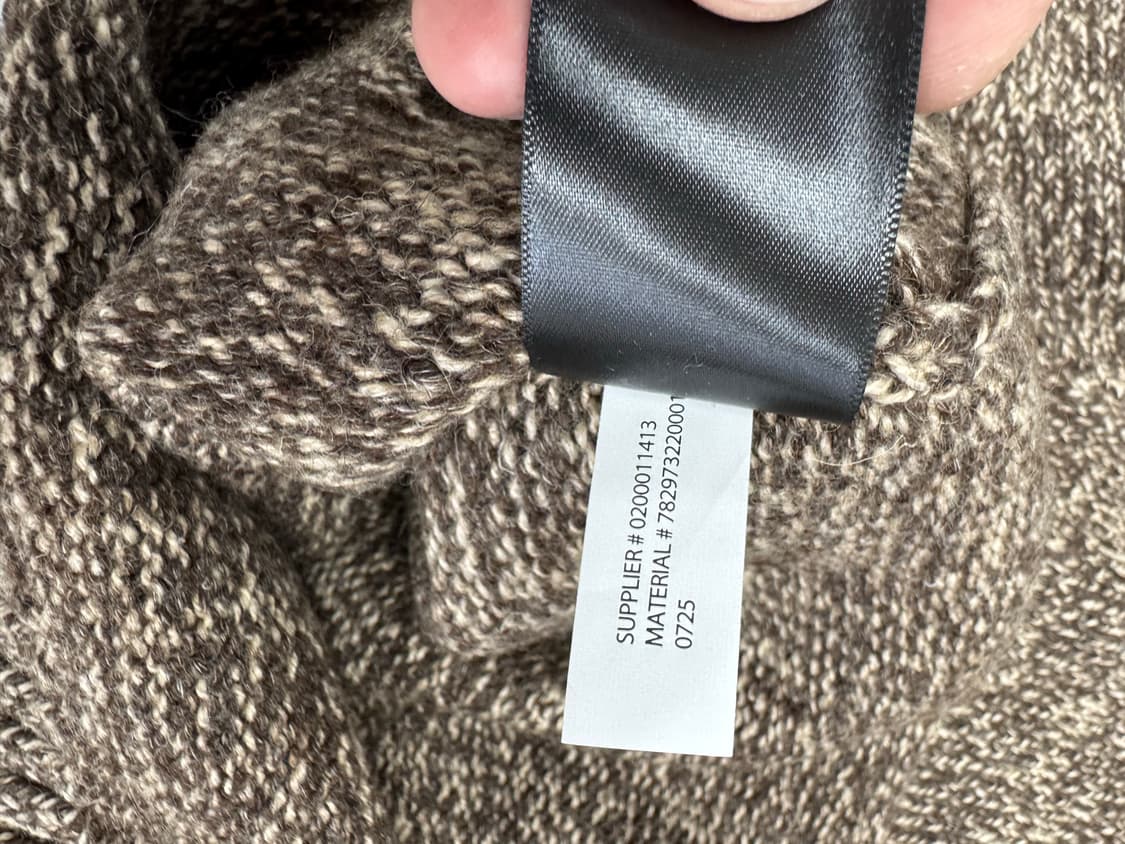 SUPPLIER # 0200011413
MATERIAL # 782973220001
0725